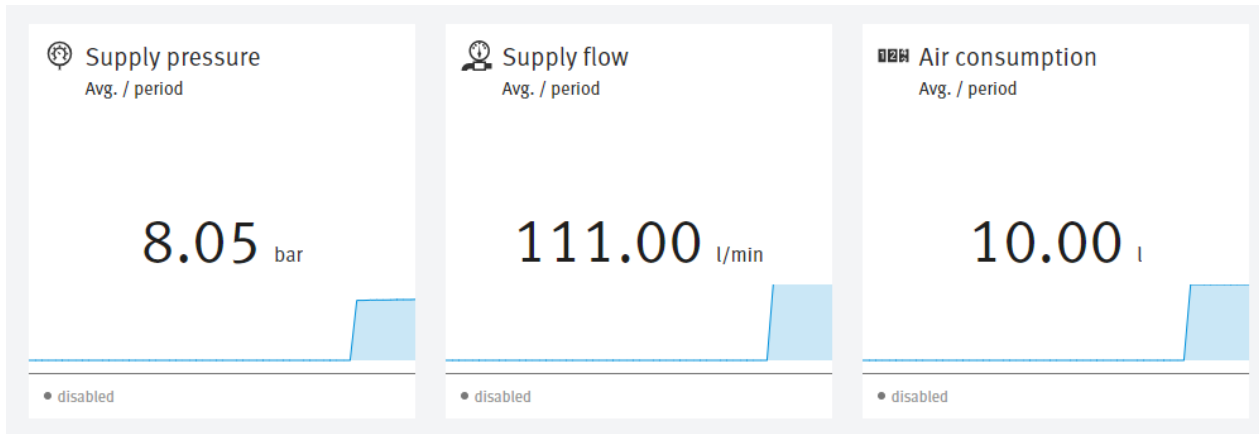 Supply pressure
Avg. / period
8.05 bar
disabled
Supply flow
Avg. / period
111.00 l/min
disabled
Air consumption
Avg. / period
10.00 l
disabled